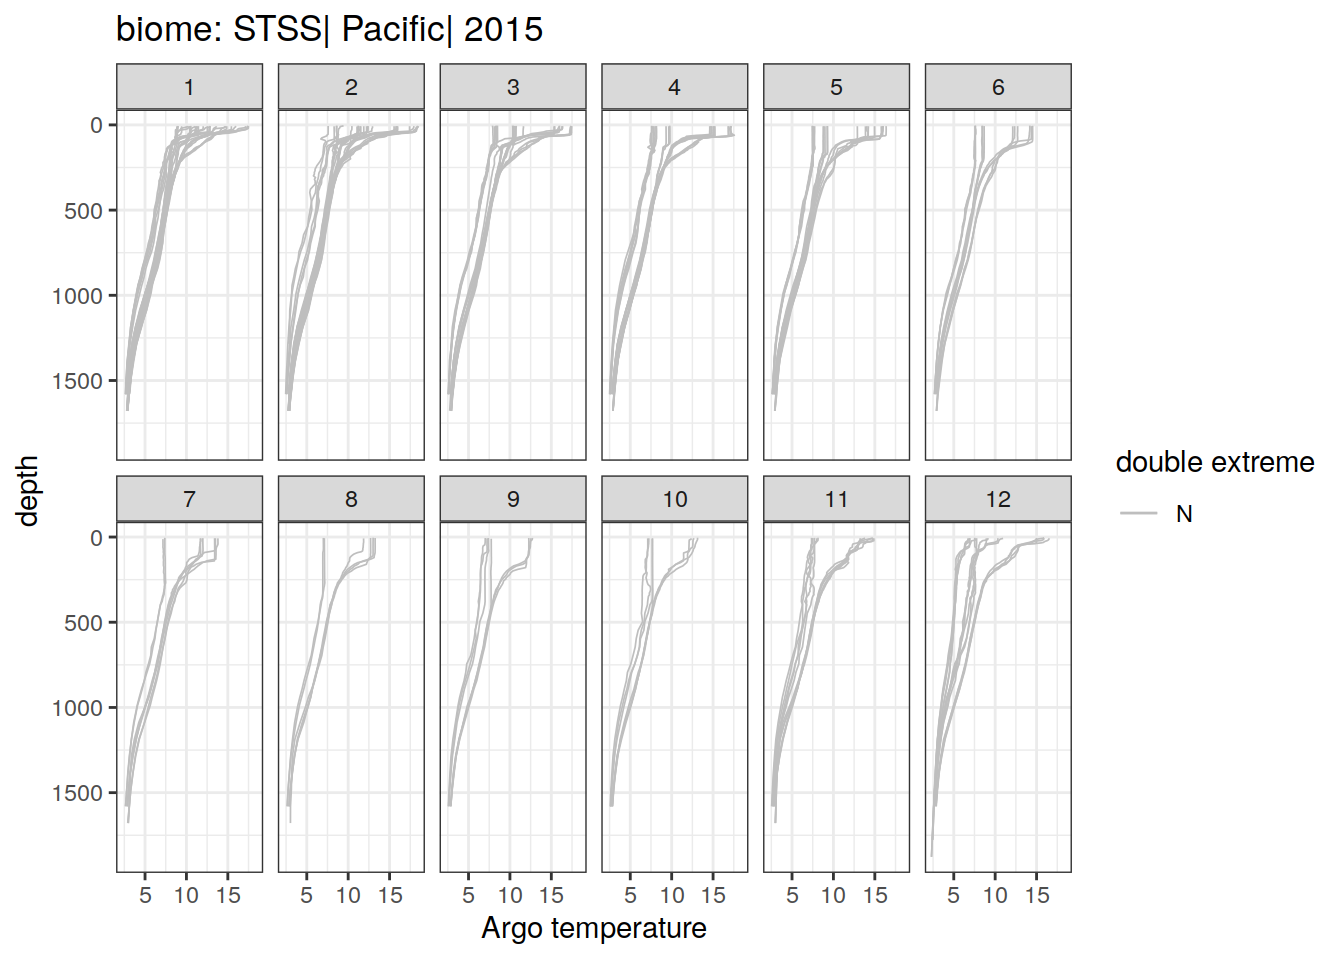 biome: STSS| Pacific| 2015
1 2 3 4 5 6
0
500
1000
1500
depth
double extreme
N
7 8 9 10 11 12
0
500
1000
1500
5 10 15 5 10 15 5 10 15 5 10 15 5 10 15 5 10 15
Argo temperature